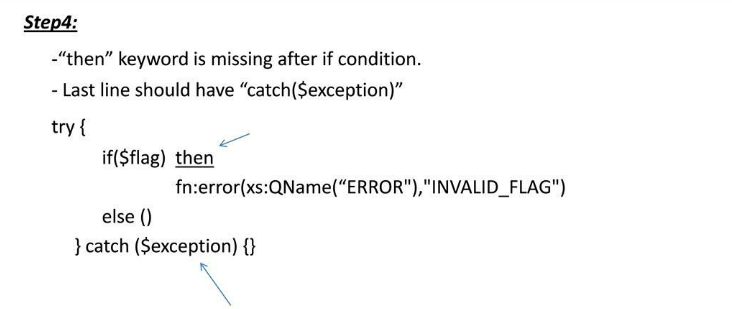 Step4:
-“then” keyword is missing after if condition.
- Last line should have “catch($exception)”
try {
if($flag) then
fn:error(xs:QName(“ERROR"),"INVALID_FLAG")
else ()
} catch ($exception) {}